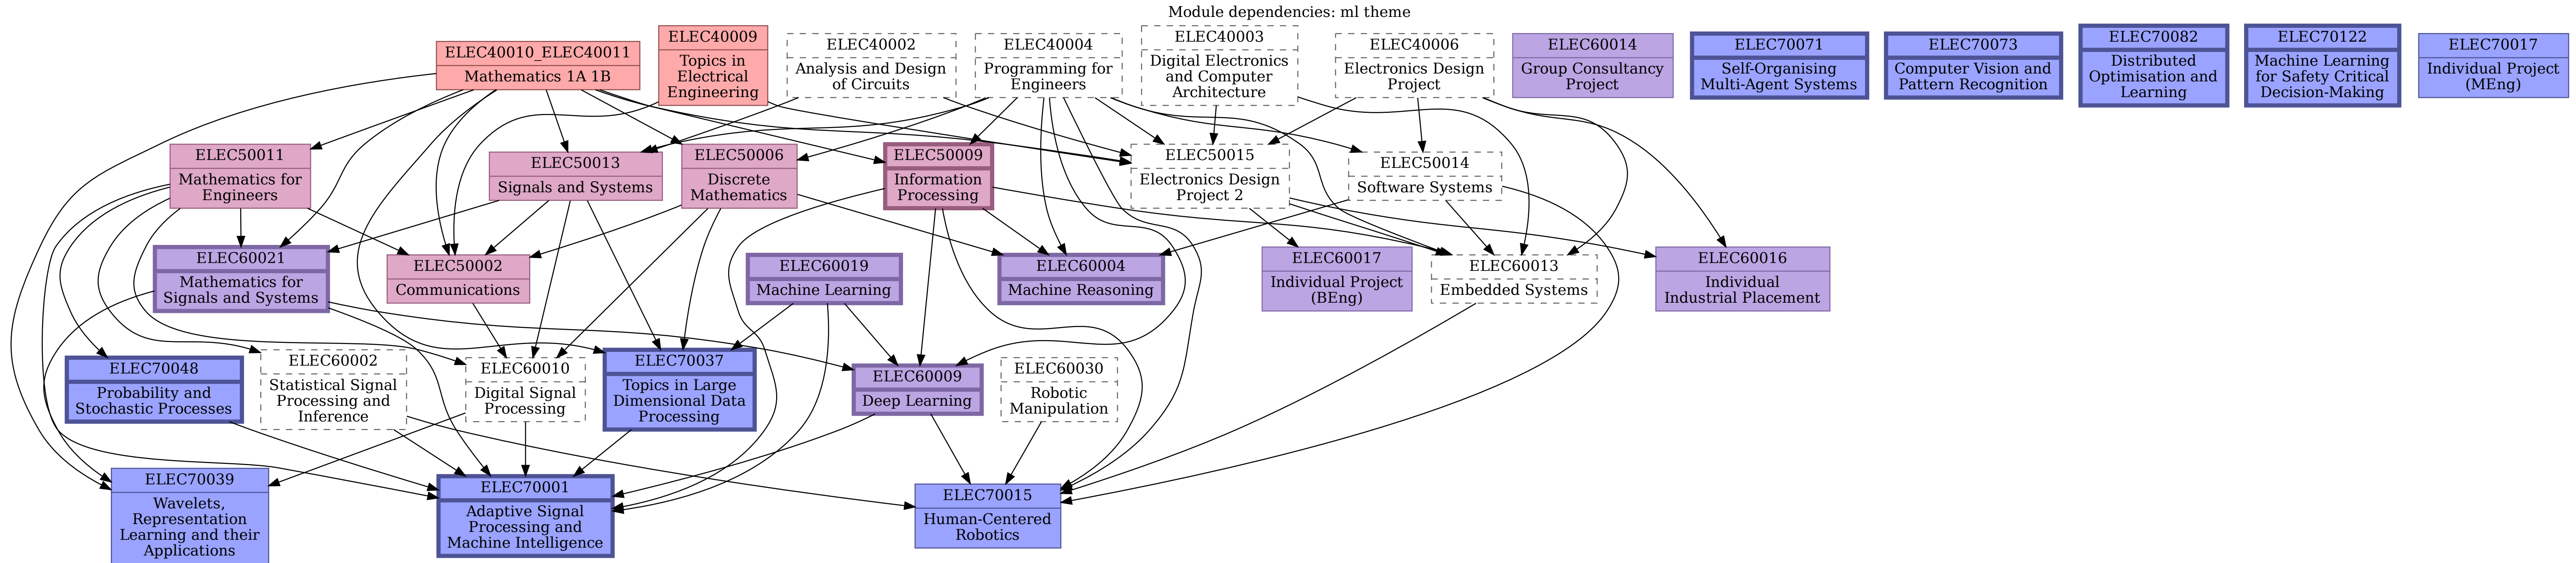 Module dependencies: ml theme
ELEC40010_ELEC40011
Mathematics 1A 1B
ELEC40009
Topics in
Electrical
Engineering
ELEC40002
Analysis and Design
of Circuits
ELEC40004
Programming for
Engineers
ELEC40003
Digital Electronics
and Computer
Architecture
ELEC40006
Electronics Design
Project
ELEC60014
Group Consultancy
Project
ELEC70071
Self-Organising
Multi-Agent Systems
ELEC70073
Computer Vision and
Pattern Recognition
ELEC70082
Distributed
Optimisation and
Learning
ELEC70122
Machine Learning
for Safety Critical
Decision-Making
ELEC70017
Individual Project
(MEng)
ELEC50011
Mathematics for
Engineers
ELEC50013
Signals and Systems
ELEC50006
Discrete
Mathematics
ELEC50009
Information
Processing
ELEC50015
Electronics Design
Project 2
ELEC50014
Software Systems
ELEC60021
Mathematics for
Signals and Systems
ELEC50002
Communications
ELEC60019
Machine Learning
ELEC60004
Machine Reasoning
ELEC60017
Individual Project
(BEng)
ELEC60013
Embedded Systems
ELEC60016
Individual
Industrial Placement
ELEC70048
Probability and
Stochastic Processes
ELEC60002
Statistical Signal
Processing and
Inference
ELEC60010
Digital Signal
Processing
ELEC70037
Topics in Large
Dimensional Data
Processing
ELEC60009
Deep Learning
ELEC60030
Robotic
Manipulation
ELEC70039
Wavelets,
Representation
Learning and their
Applications
ELEC70001
Adaptive Signal
Processing and
Machine Intelligence
ELEC70015
Human-Centered
Robotics